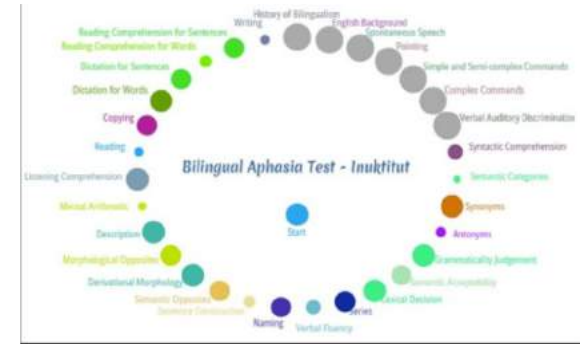 History of Bilingualism
English Background
Spontaneous Speech
Pointing
Simple and Semi-complex Commands
Complex Commands
Verbal Auditory Discrimination
Syntactic Comprehension
Semantic Categories
Synonyms
Antonyms
Grammaticality Judgement
Semantic Acceptability
Lexical Decision
Series
Verbal Fluency
Naming
Sentence Construction
Semantic Opposites
Derivational Morphology
Morphological Opposites
Description
Mental Arithmetic
Listening Comprehension
Reading
Copying
Dictation for Words
Dictation for Sentences
Reading Comprehension for Words
Reading Comprehension for Sentences
Writing
Bilingual Aphasia Test - Inuktitut
Start